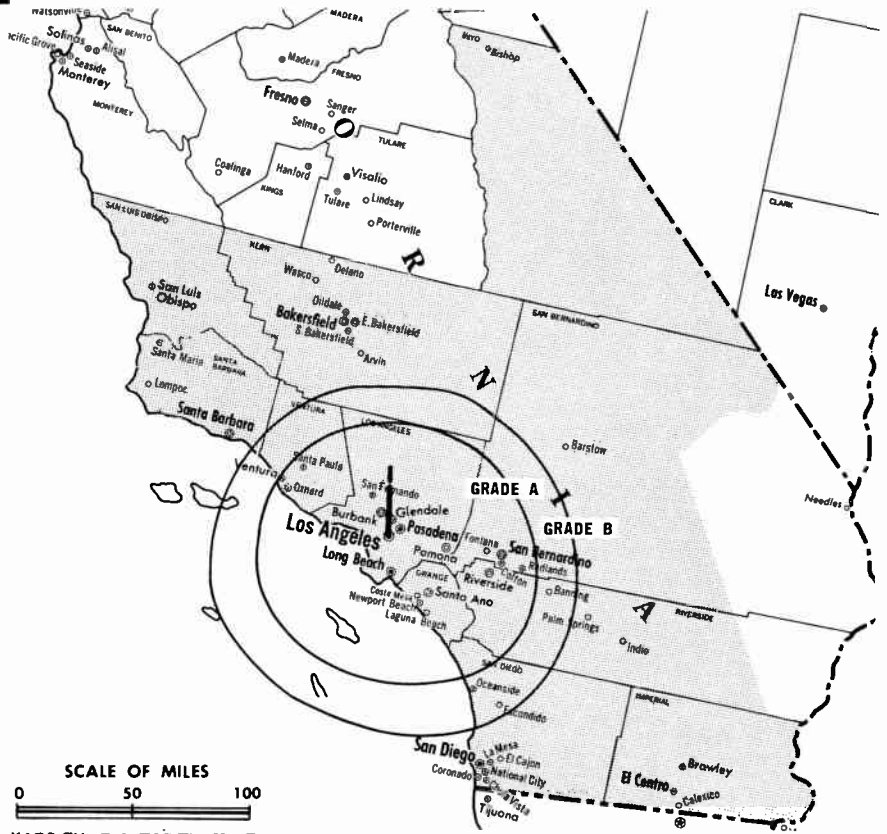 MADERA
SAN BENITO
Salinas
Alisal
Pacific Grove
Seaside
Monterey
MONTEREY
Madera
FRESNO
Fresno
Sanger
Selma
INYO
Bishop
TULARE
Coalinga
Hanford
Visalia
KINGS
Tulare
Lindsay
Porterville
CLARK
Las Vegas
SAN LUIS OBISPO
KERN
R
Delano
Wasco
San Luis
Obispo
Oildale
Bakersfield
E. Bakersfield
S. Bakersfield
SAN BERNARDINO
Arvin
N
Santa Maria
SANTA
BARBARA
Lompoc
Santa Barbara
VENTURA
LOS ANGELES
Barstow
Santa Paula
Ventura
Oxnard
San Fernando
GRADE A
I
GRADE B
Needles
Burbank
Glendale
Los Angeles
Pasadena
Pomona
Fontana
San Bernardino
Redlands
Colton
Long Beach
ORANGE
Riverside
Banning
Santa Ana
Costa Mesa
Newport Beach
Laguna Beach
Palm Springs
A
RIVERSIDE
Indio
SAN DIEGO
Oceanside
Escondido
IMPERIAL
San Diego
La Mesa
El Cajon
Coronado
National City
Chula Vista
Tijuana
El Centro
Brawley
Calexico
SCALE OF MILES
0 50 100